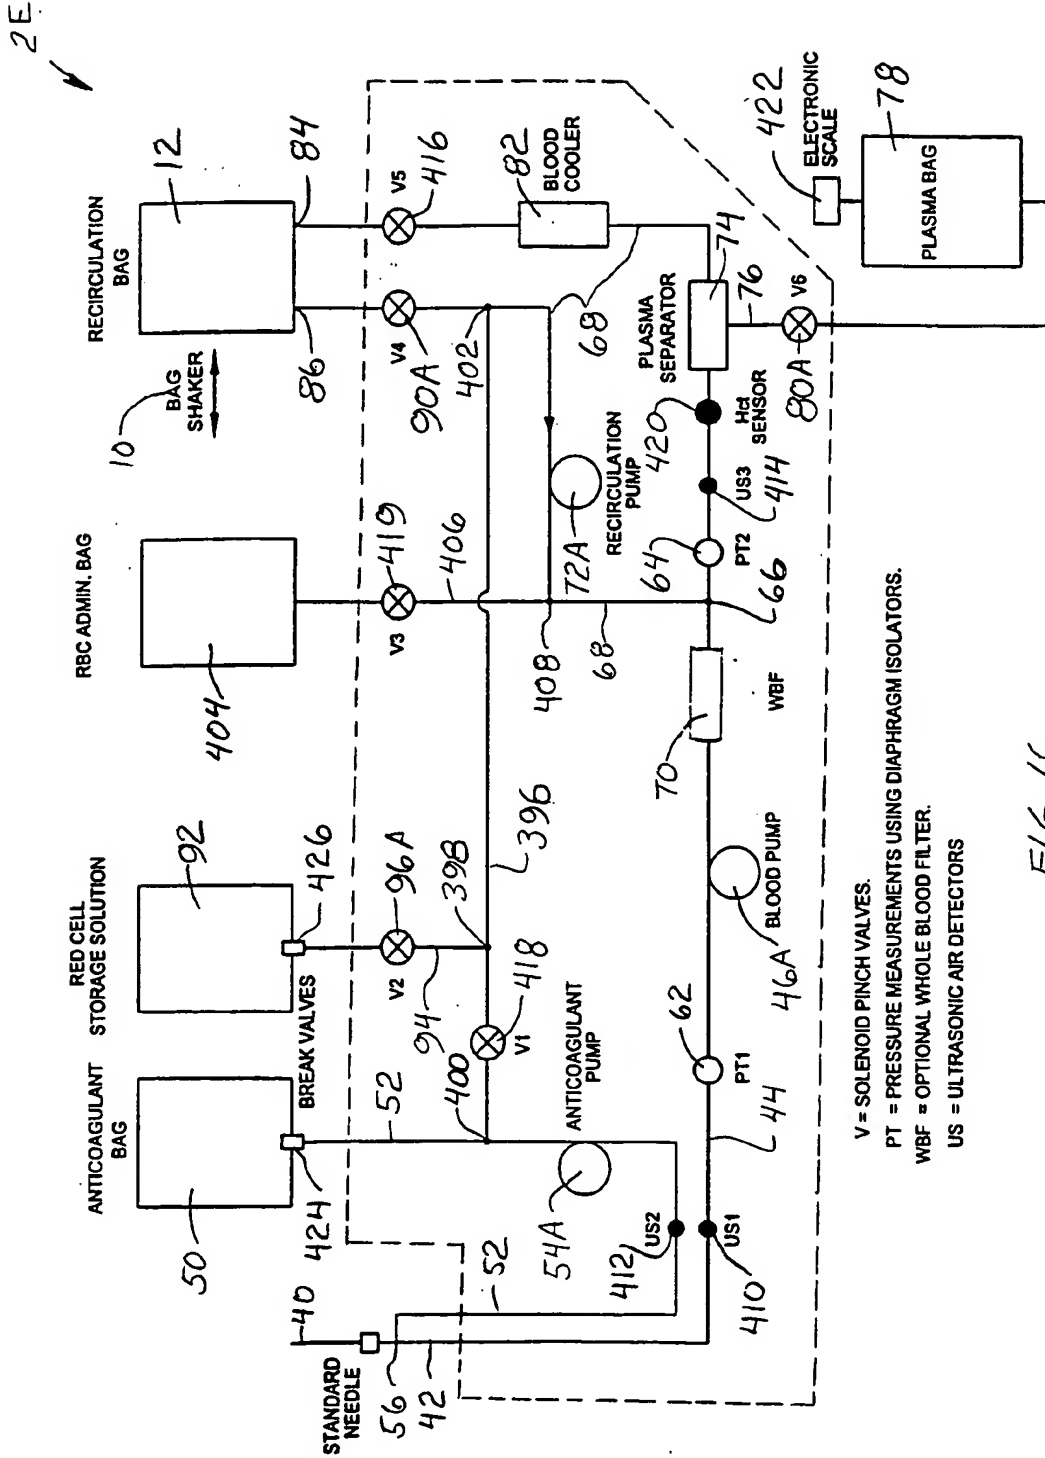 2E
RECIRCULATION
BAG
12
84
86
10
BAG
SHAKER
V4
90A
402
V5
416
82
BLOOD
COOLER
68
422
ELECTRONIC
SCALE
78
PLASMA BAG
74
PLASMA
SEPARATOR
76
V6
80A
Hct
SENSOR
420
US3
414
64
PT2
66
RECIRCULATION
PUMP
72A
RBC ADMIN. BAG
404
419
V3
406
408
68
WBF
70
RED CELL
STORAGE SOLUTION
92
426
BREAK VALVES
V2
96A
94
398
396
418
V1
400
BLOOD PUMP
46A
62
PT1
44
ANTICOAGULANT
BAG
50
424
52
ANTICOAGULANT
PUMP
54A
US2
412
US1
410
52
40
STANDARD
NEEDLE
56
42
V = SOLENOID PINCH VALVES.
PT = PRESSURE MEASUREMENTS USING DIAPHRAGM ISOLATORS.
WBF = OPTIONAL WHOLE BLOOD FILTER.
US = ULTRASONIC AIR DETECTORS